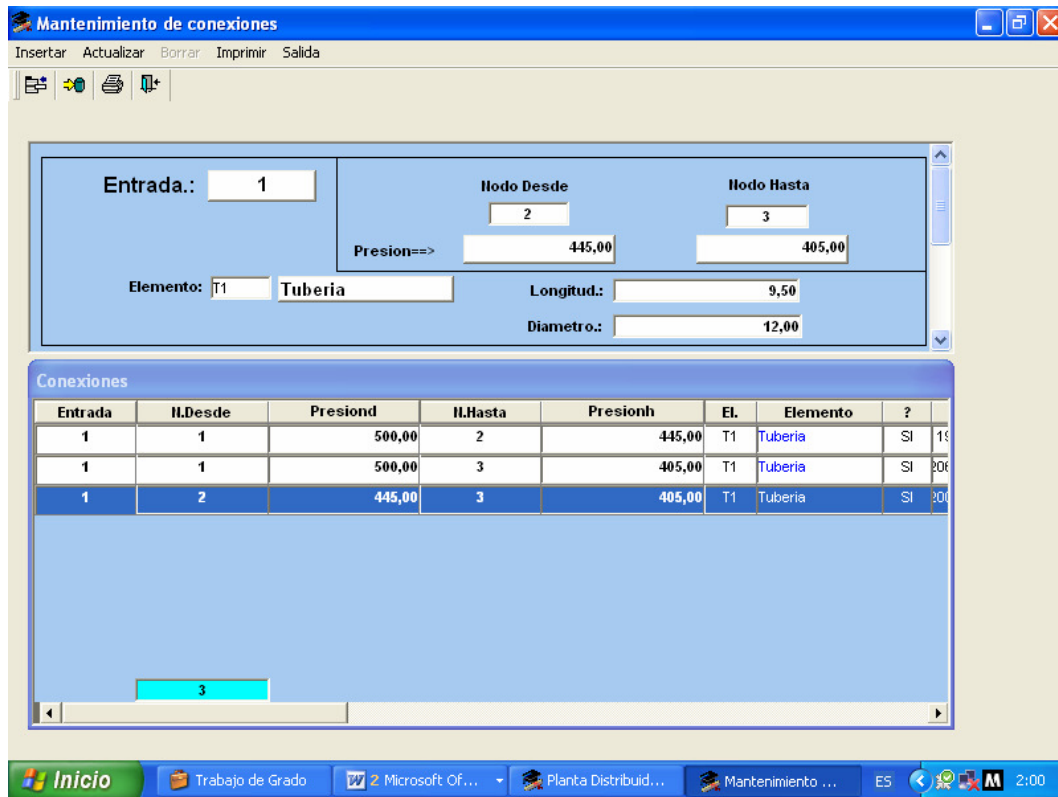 Mantenimiento de conexiones
Insertar Actualizar Borrar Imprimir Salida
Entrada.: 1
Nodo Desde Nodo Hasta
2 3
Presion==> 445,00 405,00
Elemento: T1 Tuberia Longitud.: 9,50
Diametro.: 12,00
Conexiones
Entrada N.Desde Presiond N.Hasta Presionh El. Elemento ?
1 1 500,00 2 445,00 T1 Tuberia SI
1 1 500,00 3 405,00 T1 Tuberia SI
1 2 445,00 3 405,00 T1 Tuberia SI
3
Inicio Trabajo de Grado 2 Microsoft Of... Planta Distribuid... Mantenimiento ... ES 2:00